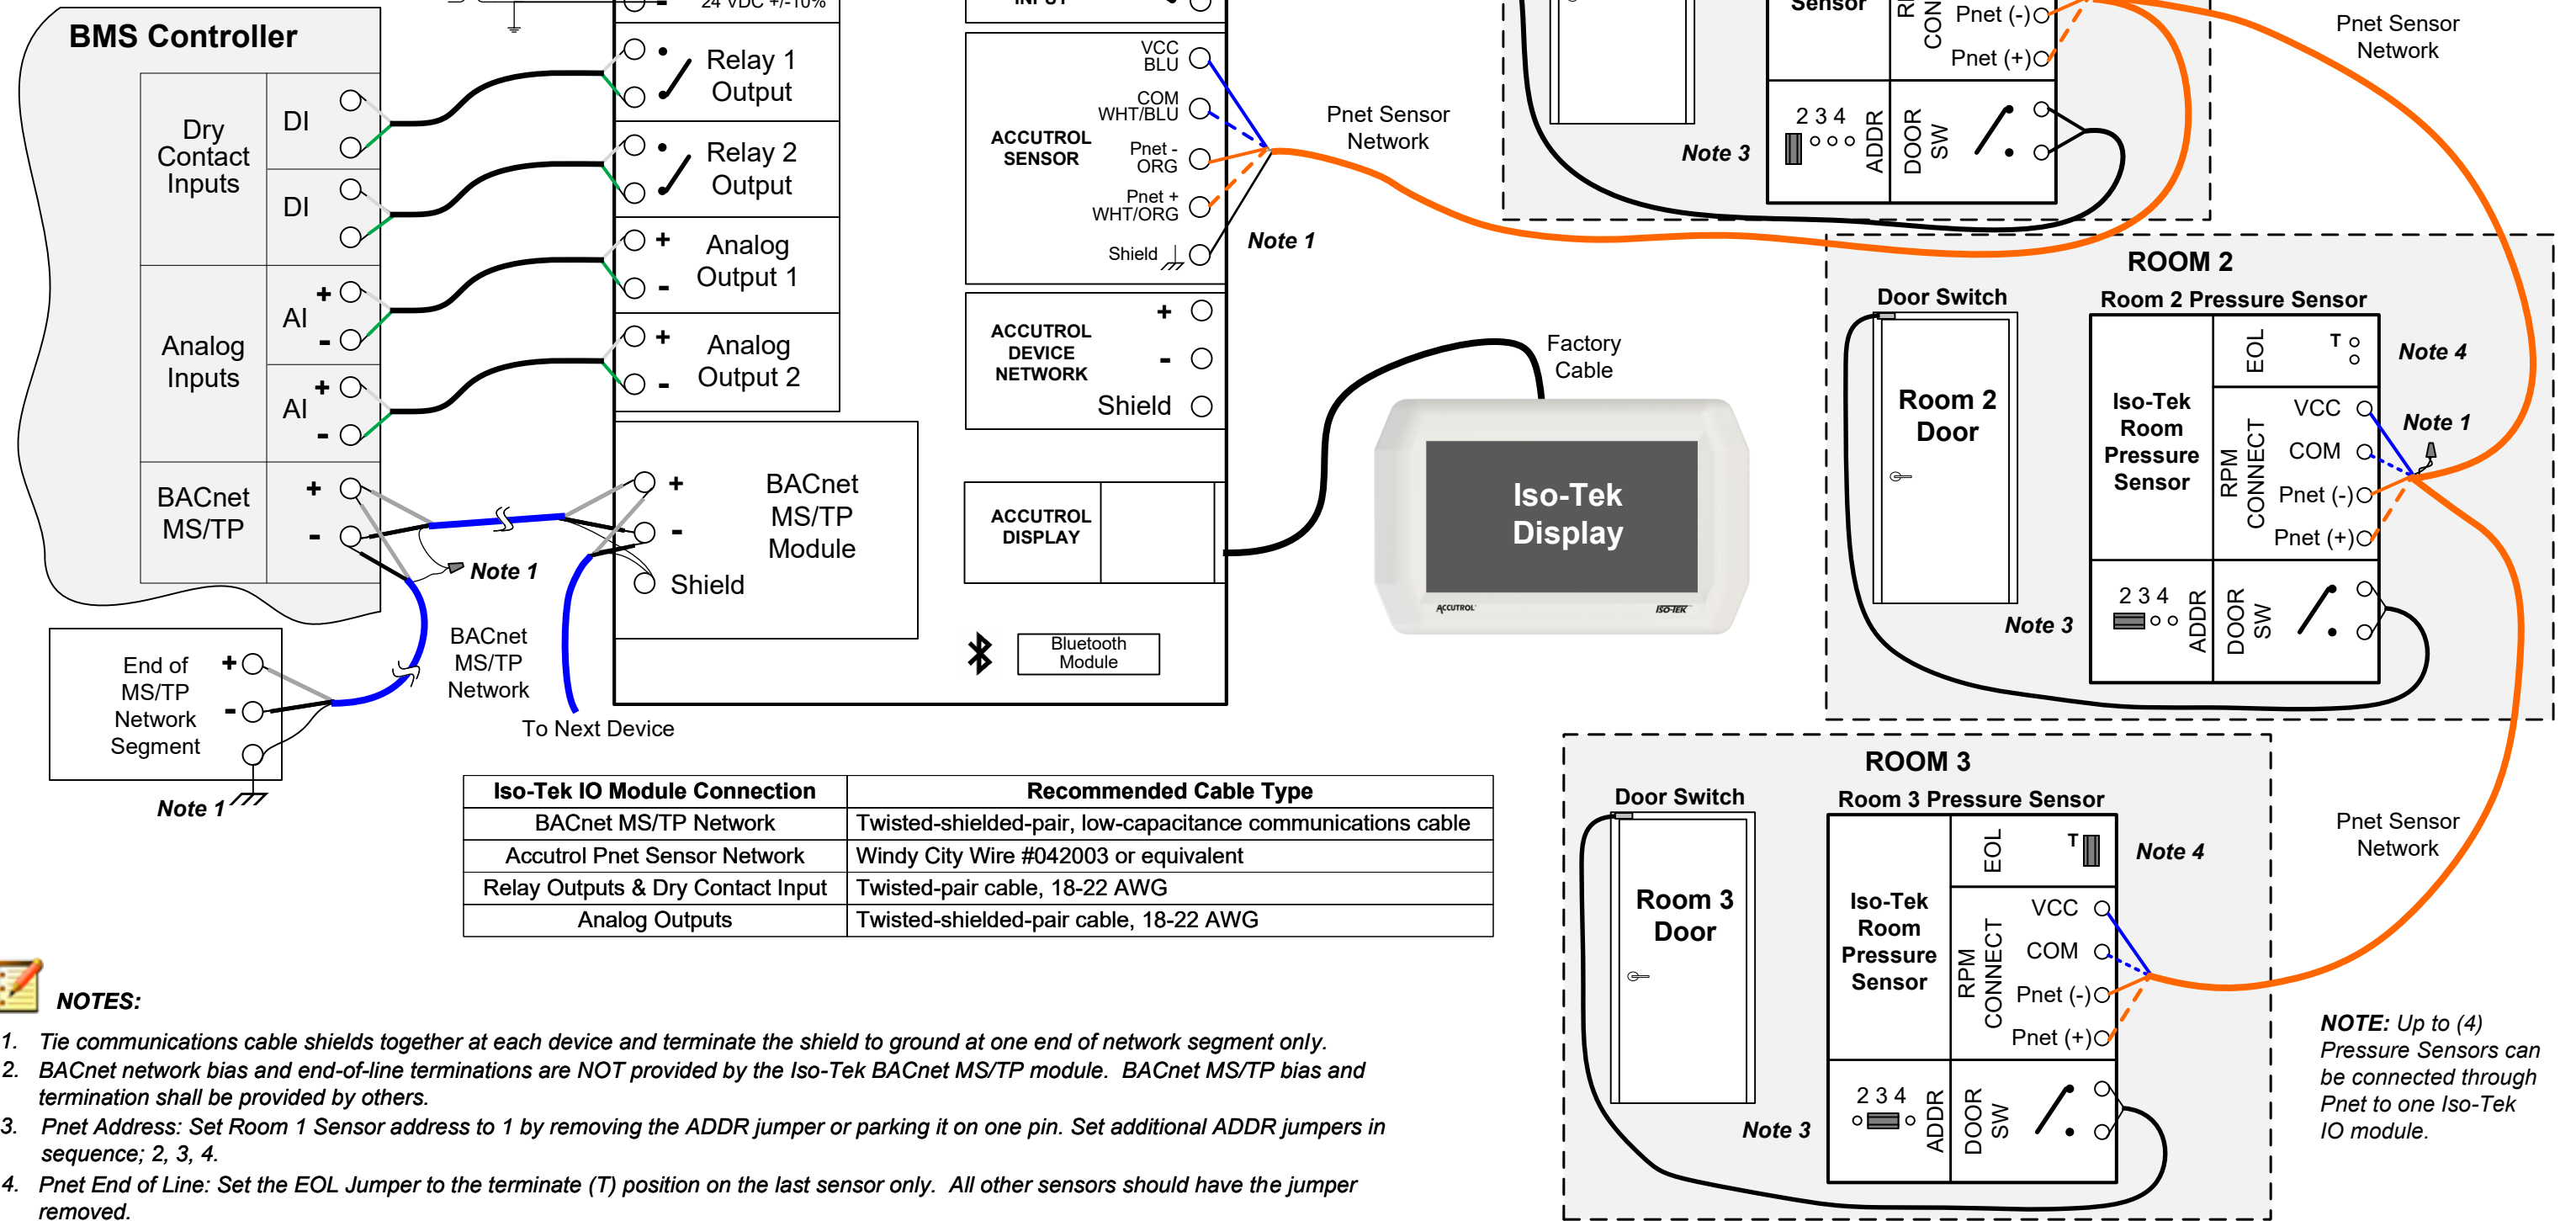 BMS Controller
Dry
Contact
Inputs
DI
DI
Analog
Inputs
+
AI
-
+
AI
-
BACnet
MS/TP
+
-
Note 1
End of
MS/TP
Network
Segment
+
-
Note 1
BACnet
MS/TP
Network
To Next Device
- 24 VDC +/-10%
Relay 1
Output
Relay 2
Output
+
Analog
Output 1
-
+
Analog
Output 2
-
BACnet
MS/TP
Module
+
-
Shield
INPUT
ACCUTROL
SENSOR
VCC
BLU
COM
WHT/BLU
Pnet -
ORG
Pnet +
WHT/ORG
Shield
Note 1
Pnet Sensor
Network
ACCUTROL
DEVICE
NETWORK
+
-
Shield
ACCUTROL
DISPLAY
Bluetooth
Module
Factory
Cable
Iso-Tek
Display
ACCUTROL
ISO-TEK
Sensor
Pnet (-)
Pnet (+)
2 3 4
ADDR
DOOR
SW
Note 3
Pnet Sensor
Network
ROOM 2
Door Switch
Room 2 Pressure Sensor
Room 2
Door
Iso-Tek
Room
Pressure
Sensor
EOL
T
Note 4
RPM
CONNECT
VCC
COM
Pnet (-)
Pnet (+)
Note 1
2 3 4
ADDR
DOOR
SW
Note 3
ROOM 3
Door Switch
Room 3 Pressure Sensor
Room 3
Door
Iso-Tek
Room
Pressure
Sensor
EOL
T
Note 4
RPM
CONNECT
VCC
COM
Pnet (-)
Pnet (+)
2 3 4
ADDR
DOOR
SW
Note 3
Pnet Sensor
Network
NOTE: Up to (4)
Pressure Sensors can
be connected through
Pnet to one Iso-Tek
IO module.
Iso-Tek IO Module Connection Recommended Cable Type
BACnet MS/TP Network Twisted-shielded-pair, low-capacitance communications cable
Accutrol Pnet Sensor Network Windy City Wire #042003 or equivalent
Relay Outputs & Dry Contact Input Twisted-pair cable, 18-22 AWG
Analog Outputs Twisted-shielded-pair cable, 18-22 AWG
NOTES:
1. Tie communications cable shields together at each device and terminate the shield to ground at one end of network segment only.
2. BACnet network bias and end-of-line terminations are NOT provided by the Iso-Tek BACnet MS/TP module. BACnet MS/TP bias and
termination shall be provided by others.
3. Pnet Address: Set Room 1 Sensor address to 1 by removing the ADDR jumper or parking it on one pin. Set additional ADDR jumpers in
sequence; 2, 3, 4.
4. Pnet End of Line: Set the EOL Jumper to the terminate (T) position on the last sensor only. All other sensors should have the jumper
removed.